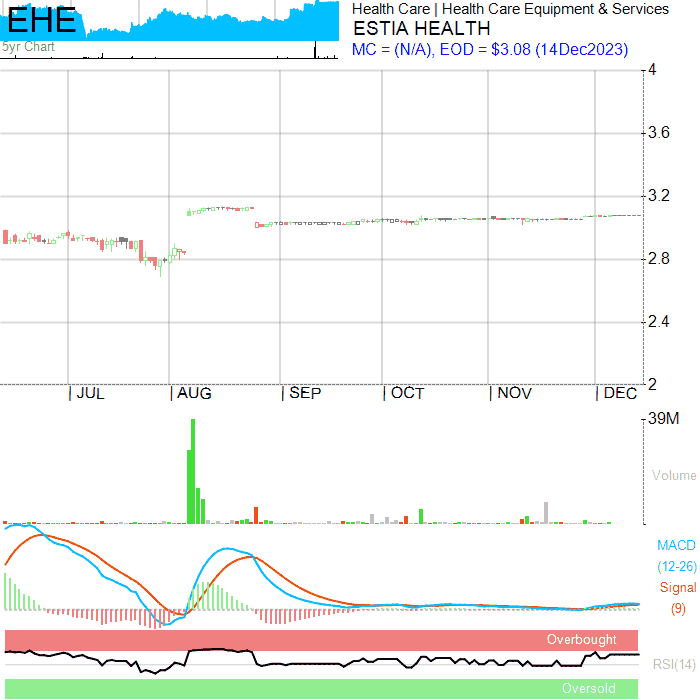 EHE
5yr Chart
Health Care | Health Care Equipment & Services
ESTIA HEALTH
MC = (N/A), EOD = $3.08 (14Dec2023)
4
3.6
3.2
2.8
2.4
2
JUL AUG SEP OCT NOV DEC
39M
Volume
MACD
(12-26)
Signal
(9)
Overbought
RSI(14)
Oversold